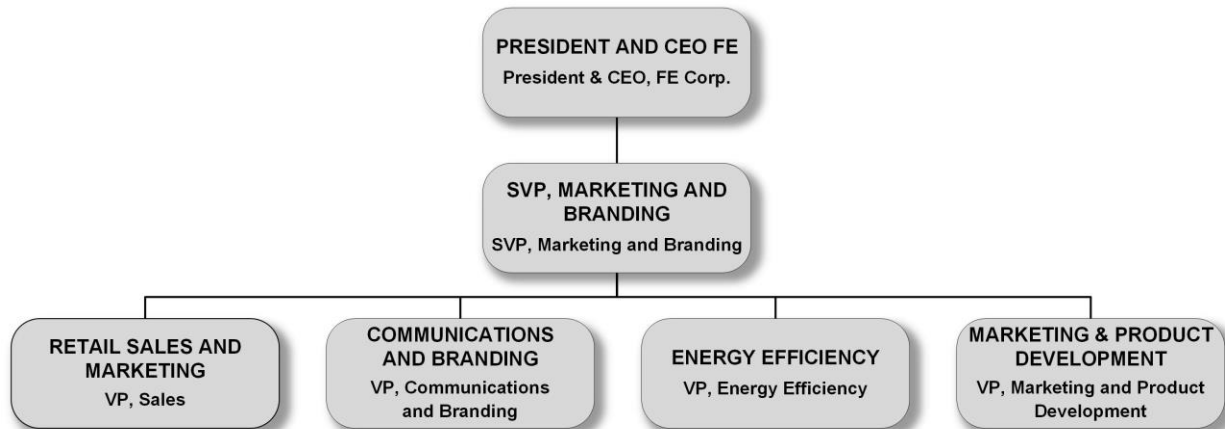 PRESIDENT AND CEO FE
President & CEO, FE Corp.
SVP, MARKETING AND
BRANDING
SVP, Marketing and Branding
RETAIL SALES AND
MARKETING
VP, Sales
COMMUNICATIONS
AND BRANDING
VP, Communications
and Branding
ENERGY EFFICIENCY
VP, Energy Efficiency
MARKETING & PRODUCT
DEVELOPMENT
VP, Marketing and Product
Development